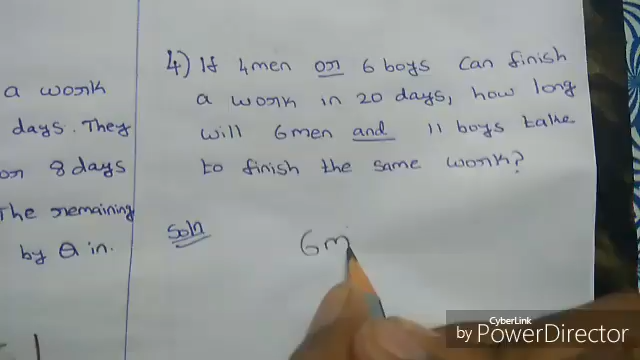 a work
days. They
on 8 days
The remaining
by Q in.
4) If 4men or 6 boys can finish
a work in 20 days, how long
will 6men and 11 boys take
to finish the same work?
Soln
6m
CyberLink
by PowerDirector